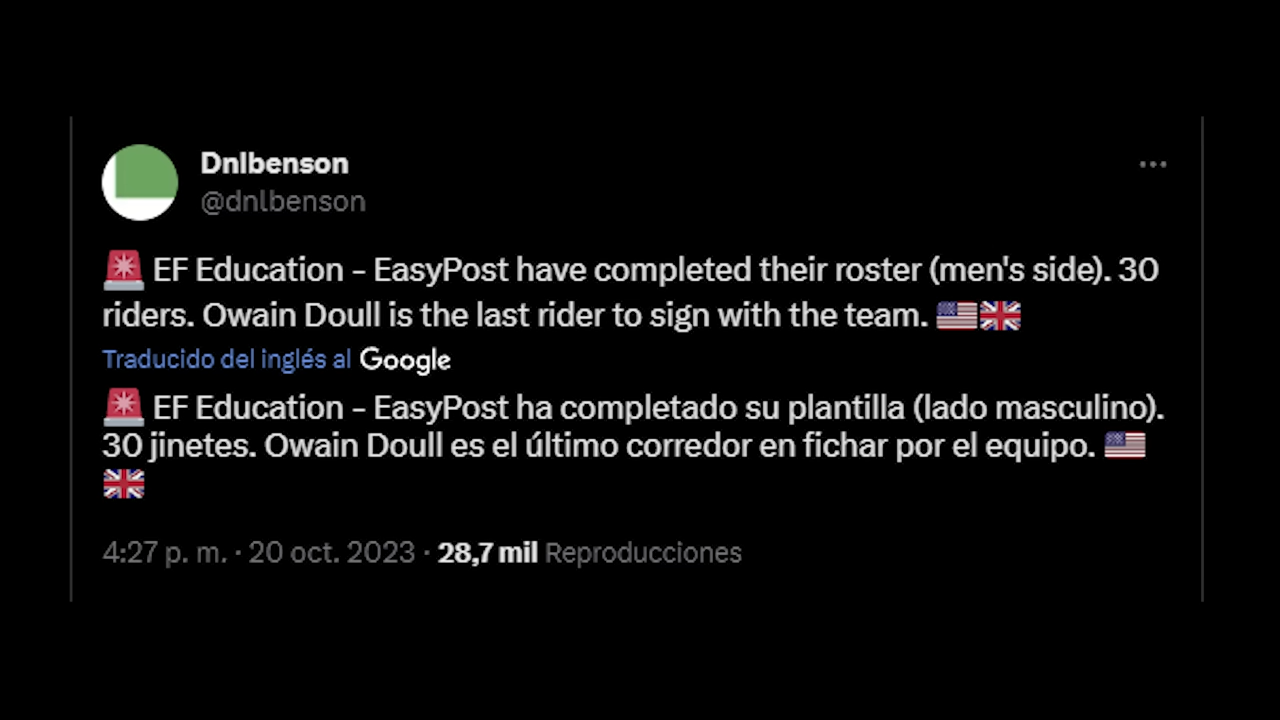 Dnlbenson
@dnlbenson
🚨 EF Education – EasyPost have completed their roster (men's side). 30
riders. Owain Doull is the last rider to sign with the team. 🇺🇸🇬🇧
Traducido del inglés al Google
🚨 EF Education – EasyPost ha completado su plantilla (lado masculino).
30 jinetes. Owain Doull es el último corredor en fichar por el equipo. 🇺🇸
🇬🇧
4:27 p. m. · 20 oct. 2023 · 28,7 mil Reproducciones